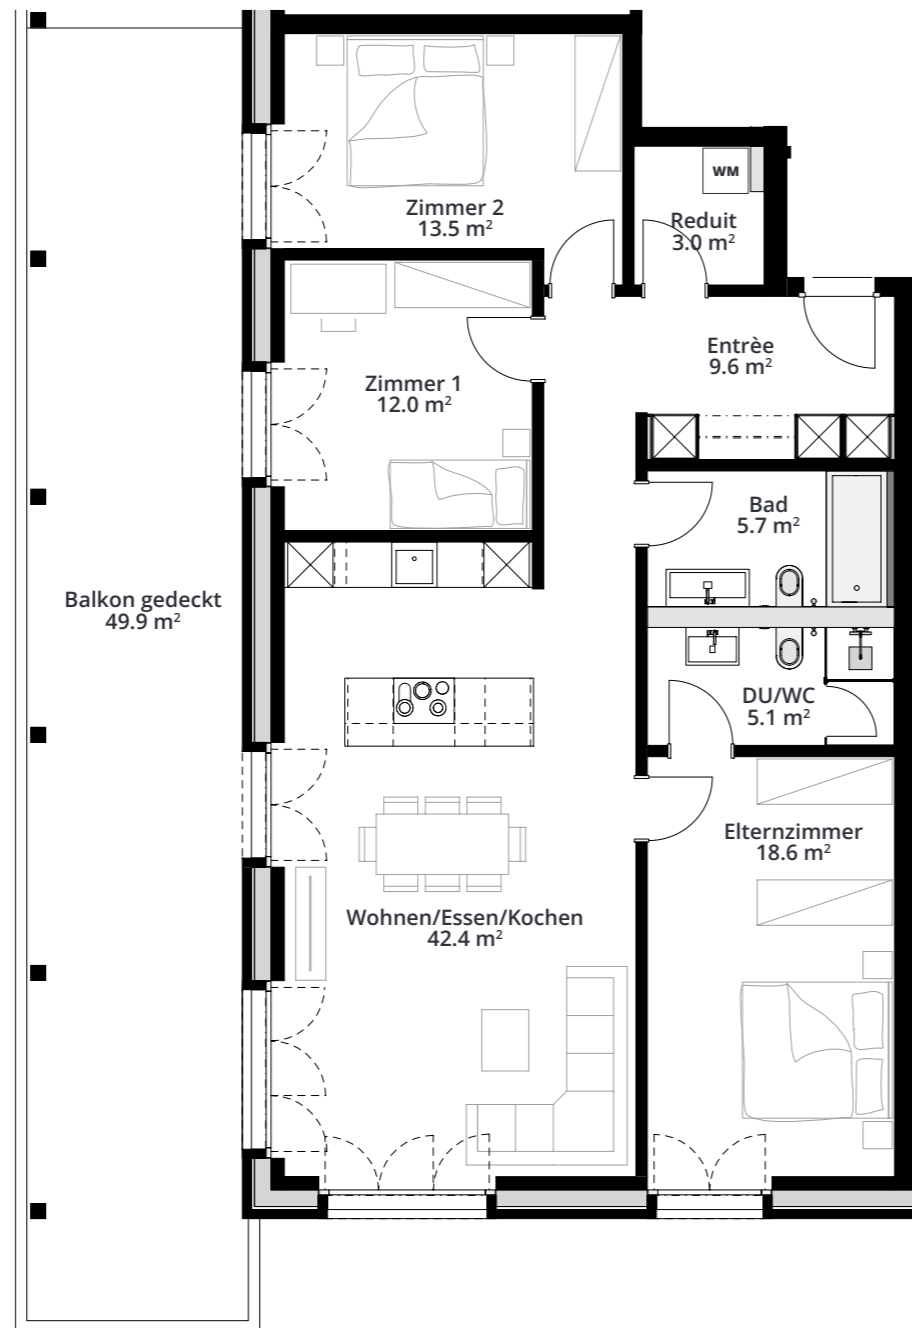 WM
Zimmer 2
13.5 m²
Reduit
3.0 m²
Entrèe
9.6 m²
Zimmer 1
12.0 m²
Bad
5.7 m²
Balkon gedeckt
49.9 m²
DU/WC
5.1 m²
Elternzimmer
18.6 m²
Wohnen/Essen/Kochen
42.4 m²